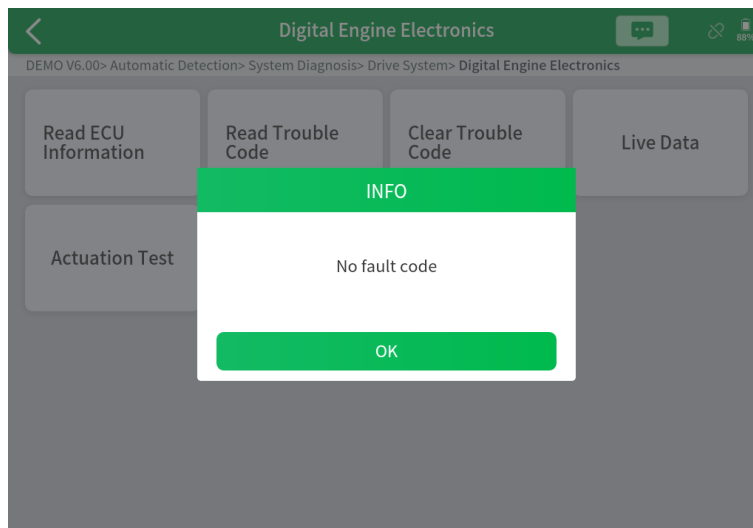 Digital Engine Electronics
88%
DEMO V6.00> Automatic Detection> System Diagnosis> Drive System> Digital Engine Electronics
Read ECU
Information
Read Trouble
Code
Clear Trouble
Code
Live Data
Actuation Test
INFO
No fault code
OK